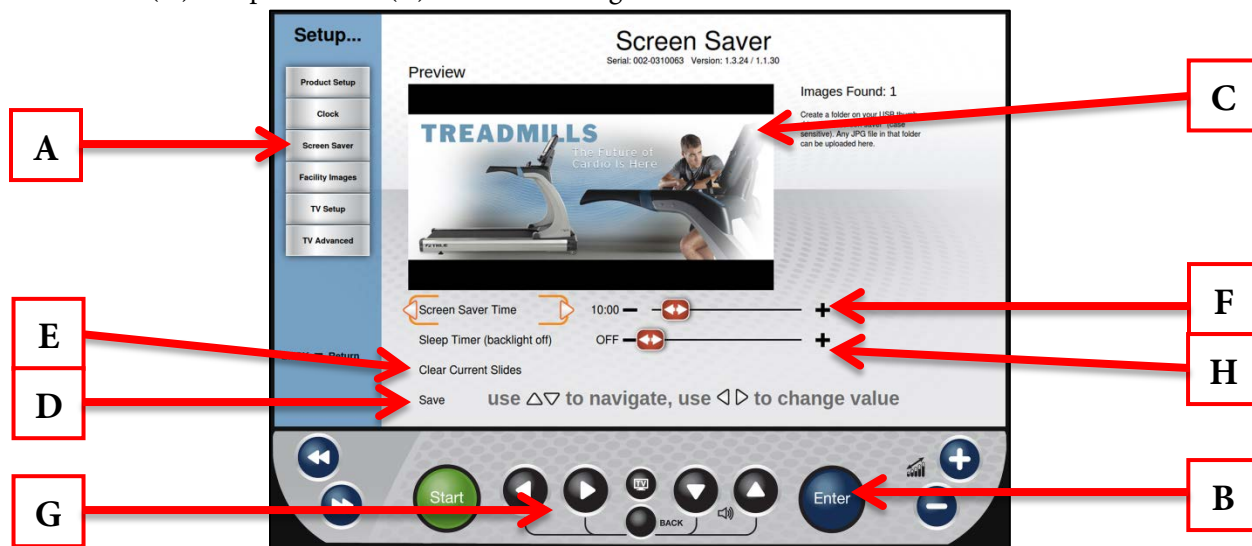 Setup...
Screen Saver
Serial: 002-0310063 Version: 1.3.24 / 1.1.30
Preview
Product Setup
Clock
Screen Saver
Facility Images
TV Setup
TV Advanced
Return
TREADMILLS
The Future of
Cardio Is Here
TRUE
Images Found: 1
Create a folder on your USB
(case
sensitive). Any JPG file in that folder
can be uploaded here.
Screen Saver Time 10:00 − +
Sleep Timer (backlight off) OFF − +
Clear Current Slides
Save use △▽ to navigate, use ◁ ▷ to change value
Start
TV
BACK
Enter
A
B
C
D
E
F
G
H